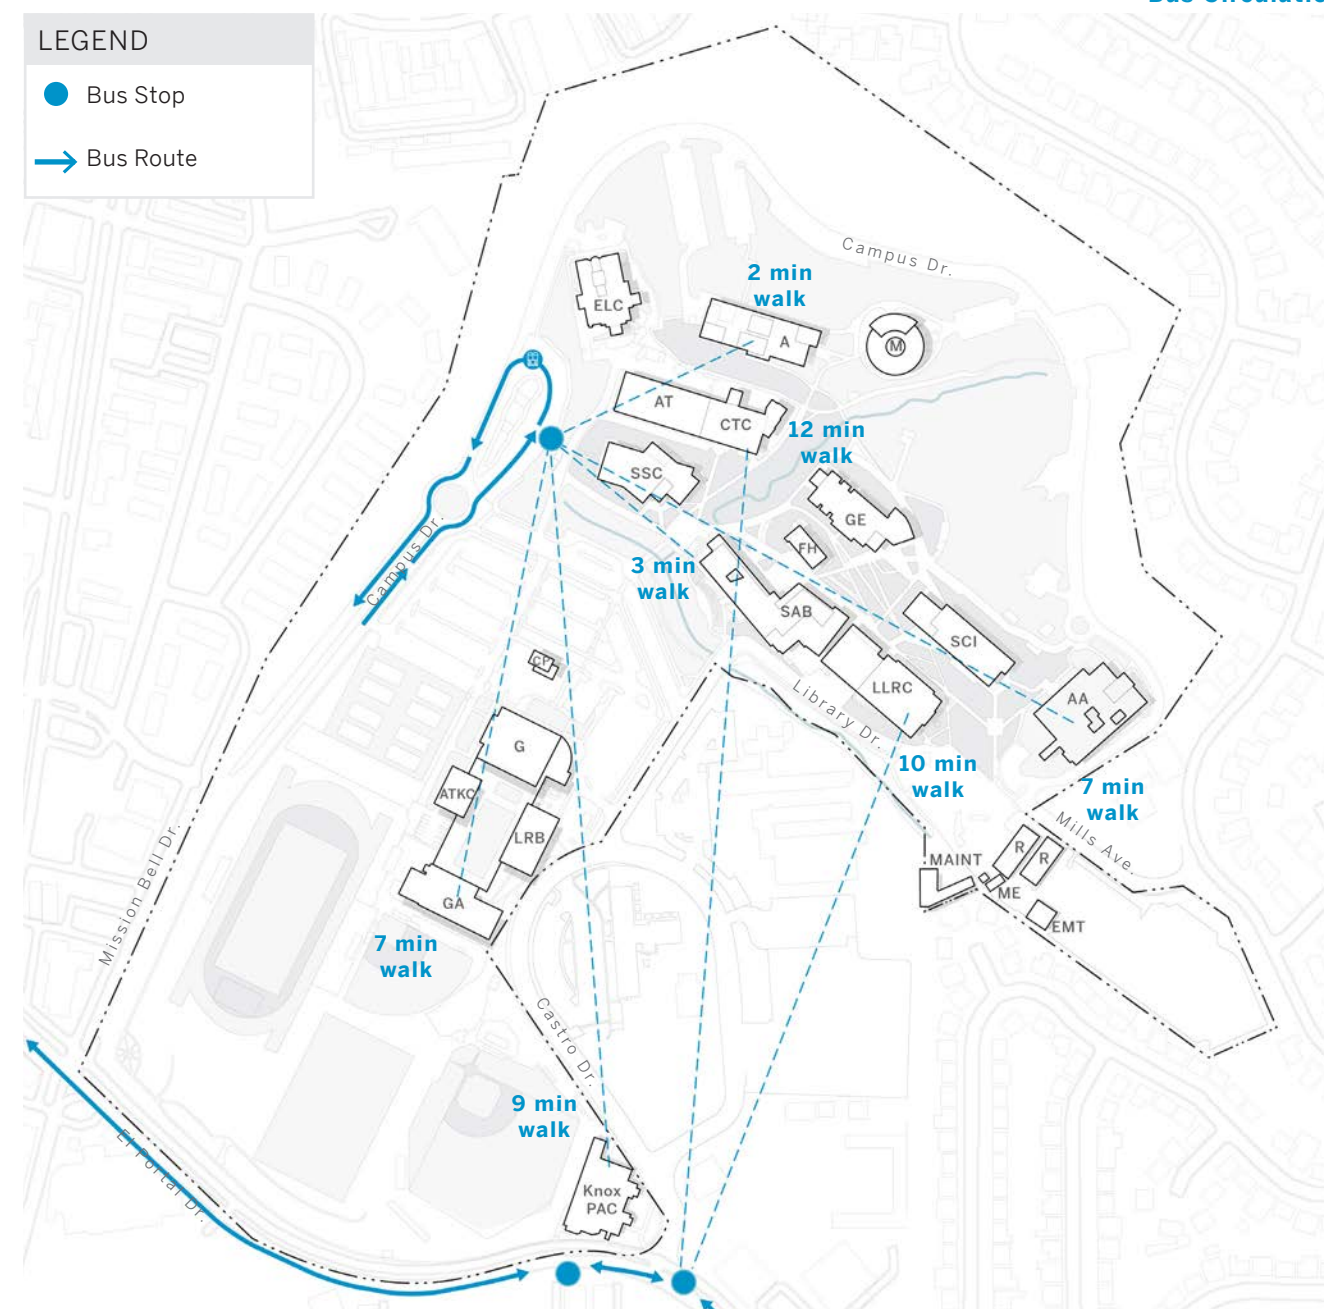 LEGEND
Bus Stop
Bus Route
Campus Dr.
2 min
walk
ELC
A
M
AT
CTC
12 min
walk
SSC
GE
FH
3 min
walk
Campus Dr.
SAB
SCI
CP
LLRC
AA
Library Dr.
G
10 min
walk
7 min
walk
ATKC
LRB
Mission Bell Dr.
Mills Ave.
MAINT
R
R
ME
EMT
GA
7 min
walk
Castro Dr.
9 min
walk
El Portal Dr.
Knox
PAC